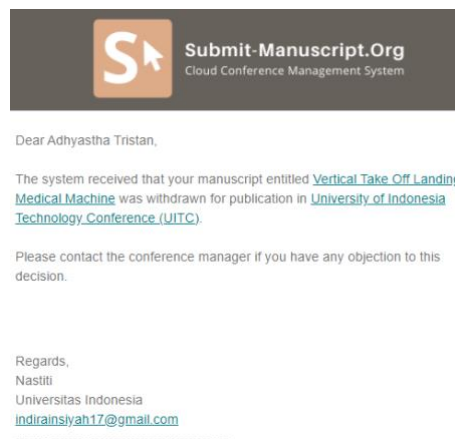 Submit-Manuscript.Org
Cloud Conference Management System
Dear Adhyastha Tristan,
The system received that your manuscript entitled Vertical Take Off Landing
Medical Machine was withdrawn for publication in University of Indonesia
Technology Conference (UITC).
Please contact the conference manager if you have any objection to this
decision.
Regards,
Nastiti
Universitas Indonesia
indirainsiyah17@gmail.com